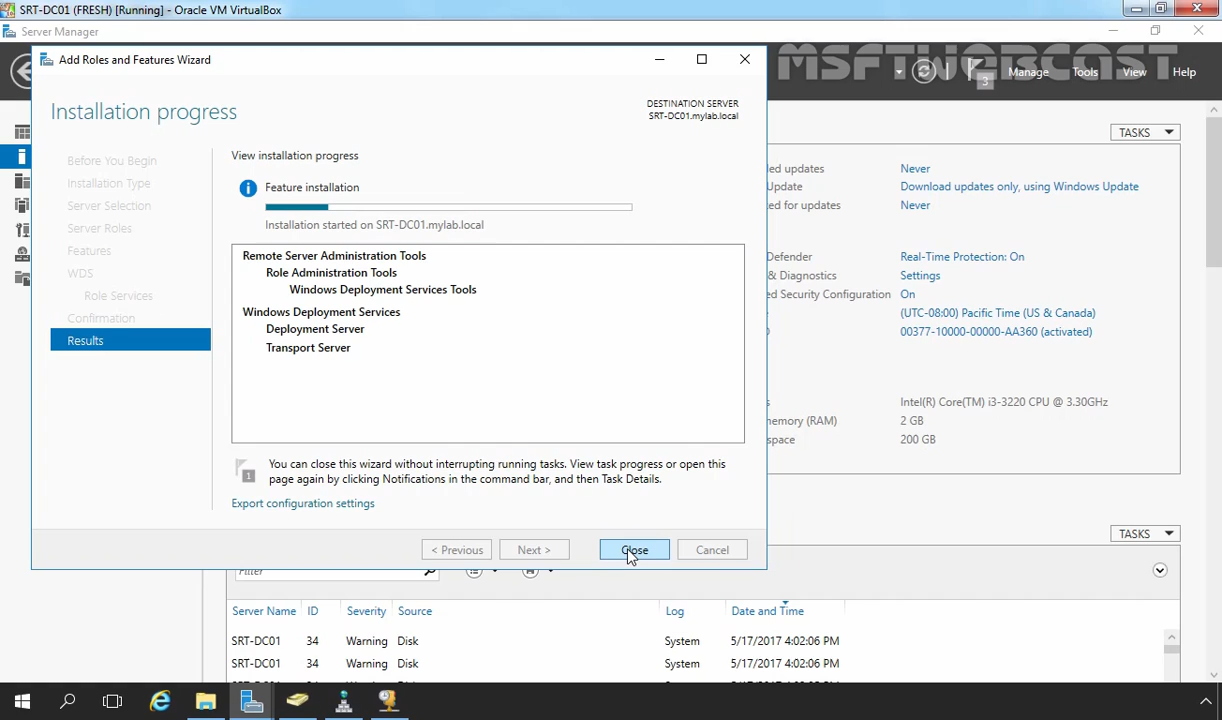 SRT-DC01 (FRESH) [Running] - Oracle VM VirtualBox
Server Manager
Add Roles and Features Wizard
MSFTWEBCAST
3
Manage
Tools
View
Help
Installation progress
DESTINATION SERVER
SRT-DC01.mylab.local
Before You Begin
Installation Type
Server Selection
Server Roles
Features
WDS
Role Services
Confirmation
Results
View installation progress
Feature installation
Installation started on SRT-DC01.mylab.local
Remote Server Administration Tools
Role Administration Tools
Windows Deployment Services Tools
Windows Deployment Services
Deployment Server
Transport Server
1
You can close this wizard without interrupting running tasks. View task progress or open this
page again by clicking Notifications in the command bar, and then Task Details.
Export configuration settings
< Previous
Next >
Close
Cancel
TASKS
led updates Never
Update Download updates only, using Windows Update
ed for updates Never
Defender Real-Time Protection: On
& Diagnostics Settings
ed Security Configuration On
(UTC-08:00) Pacific Time (US & Canada)
00377-10000-00000-AA360 (activated)
Intel(R) Core(TM) i3-3220 CPU @ 3.30GHz
emory (RAM) 2 GB
space 200 GB
TASKS
Filter
Server Name ID Severity Source Log Date and Time
SRT-DC01 34 Warning Disk System 5/17/2017 4:02:06 PM
SRT-DC01 34 Warning Disk System 5/17/2017 4:02:06 PM